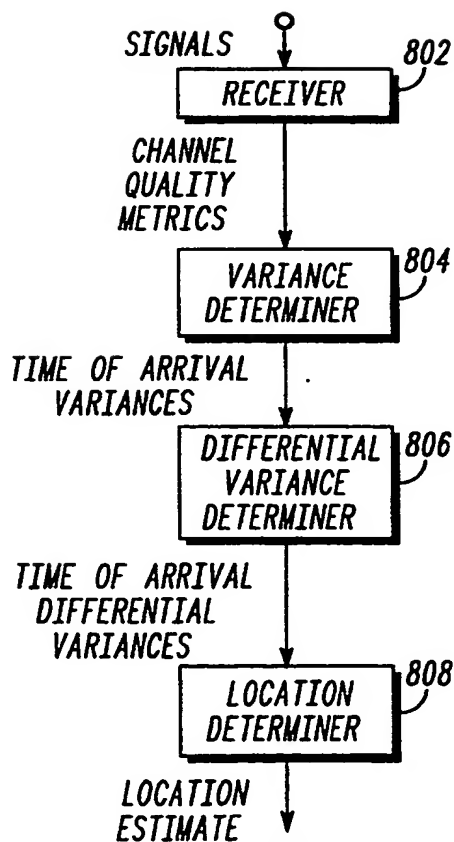 SIGNALS
802
RECEIVER
CHANNEL
QUALITY
METRICS
804
VARIANCE
DETERMINER
TIME OF ARRIVAL
VARIANCES
806
DIFFERENTIAL
VARIANCE
DETERMINER
TIME OF ARRIVAL
DIFFERENTIAL
VARIANCES
808
LOCATION
DETERMINER
LOCATION
ESTIMATE